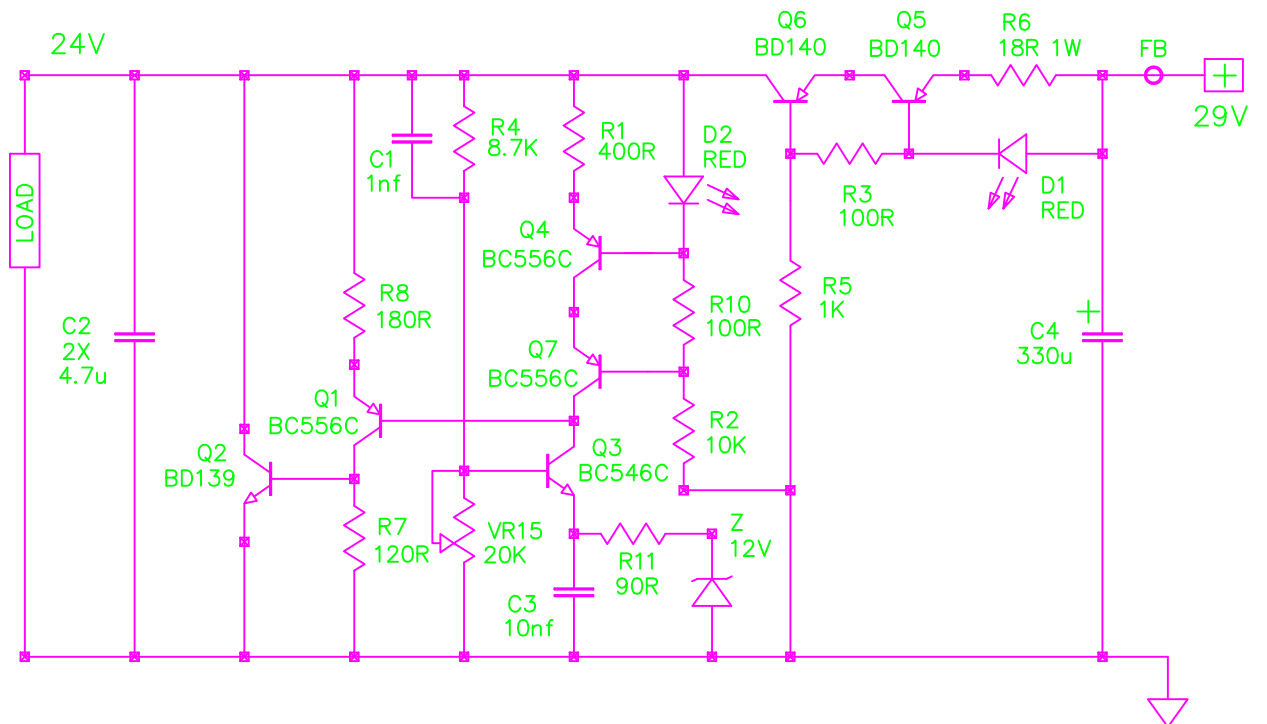 24V
Q6
BD140
Q5
BD140
R6
18R 1W
FB
+
29V
C1
1nf
R4
8.7K
R1
400R
D2
RED
R3
100R
D1
RED
LOAD
Q4
BC556C
C2
2X
4.7u
R8
180R
R10
100R
R5
1K
+
C4
330u
Q7
BC556C
Q1
BC556C
R2
10K
Q2
BD139
Q3
BC546C
R7
120R
VR15
20K
R11
90R
Z
12V
C3
10nf